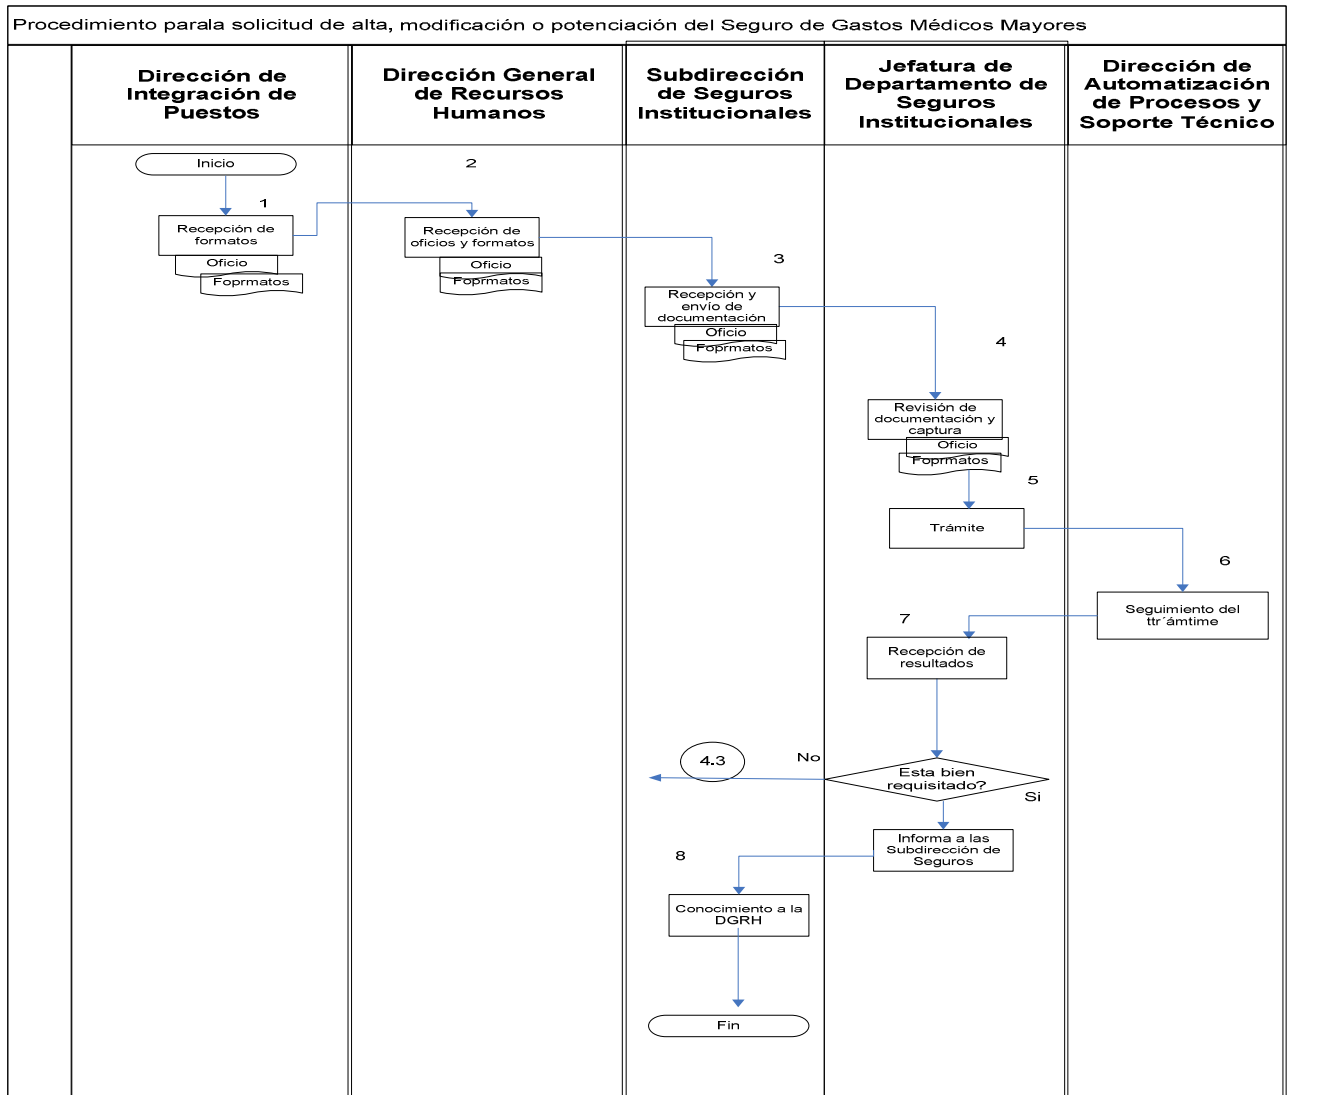 Procedimiento parala solicitud de alta, modificación o potenciación del Seguro de Gastos Médicos Mayores
Dirección de
Integración de
Puestos
Dirección General
de Recursos
Humanos
Subdirección
de Seguros
Institucionales
Jefatura de
Departamento de
Seguros
Institucionales
Dirección de
Automatización
de Procesos y
Soporte Técnico
Inicio
1
Recepción de
formatos
Oficio
Foprmatos
2
Recepción de
oficios y formatos
Oficio
Foprmatos
3
Recepción y
envío de
documentación
Oficio
Foprmatos
4
Revisión de
documentación y
captura
Oficio
Foprmatos
5
Trámite
6
Seguimiento del
ttr´ámtime
7
Recepción de
resultados
Esta bien
requisitado?
No
4.3
Si
Informa a las
Subdirección de
Seguros
8
Conocimiento a la
DGRH
Fin